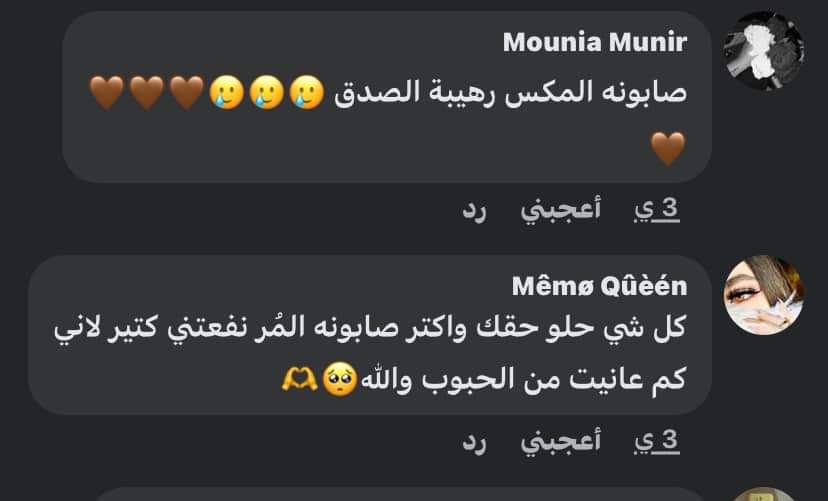 Mounia Munir
صابونه المكس رهيبة الصدق 🥲🥲🥲🤎🤎🤎
🤎
3 ي أعجبني رد
Mêmø Qûèén
كل شي حلو حقك واكتر صابونه المُر نفعتني كتير لاني
كم عانيت من الحبوب والله🥺🫶
3 ي أعجبني رد